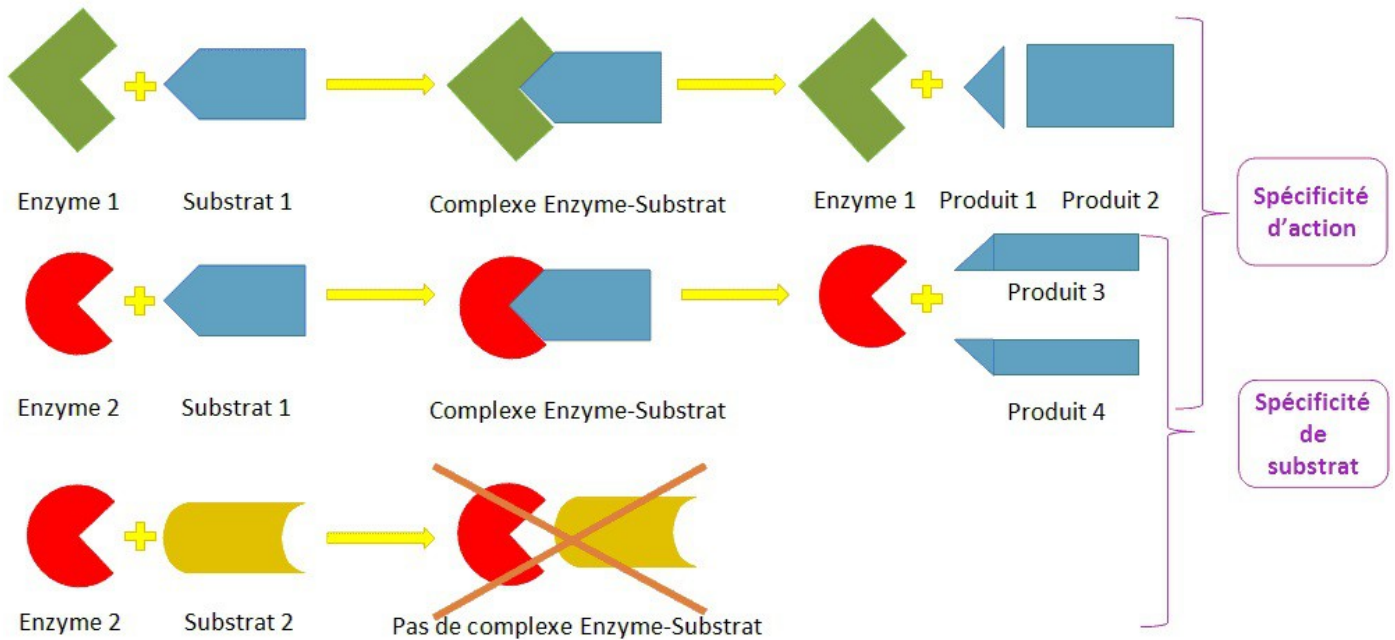 Enzyme 1
Substrat 1
Complexe Enzyme-Substrat
Enzyme 1
Produit 1
Produit 2
Spécificité
d’action
Enzyme 2
Substrat 1
Complexe Enzyme-Substrat
Produit 3
Produit 4
Spécificité
de
substrat
Enzyme 2
Substrat 2
Pas de complexe Enzyme-Substrat